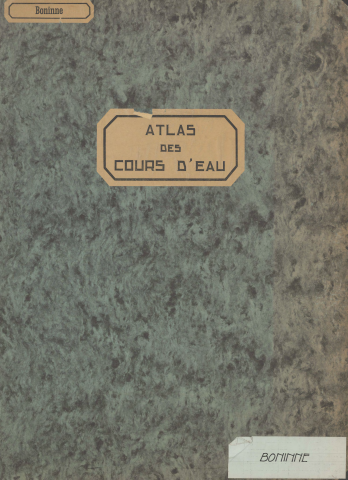 Boninne
ATLAS
DES
COURS D'EAU
BONINNE